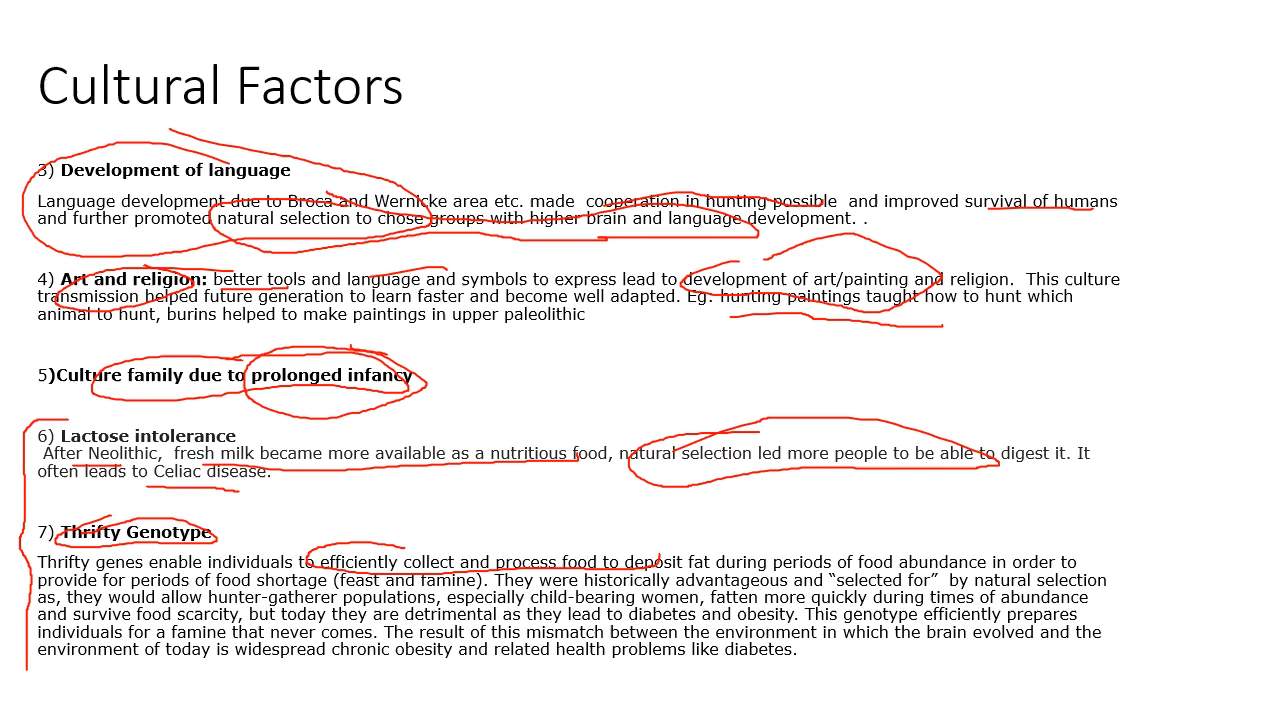 Cultural Factors
3) Development of language
Language development due to Broca and Wernicke area etc. made  cooperation in hunting possible  and improved survival of humans
and further promoted natural selection to chose groups with higher brain and language development. .
4) Art and religion: better tools and language and symbols to express lead to development of art/painting and religion.  This culture
transmission helped future generation to learn faster and become well adapted. Eg: hunting paintings taught how to hunt which
animal to hunt, burins helped to make paintings in upper paleolithic
5)Culture family due to prolonged infancy
6) Lactose intolerance
After Neolithic,  fresh milk became more available as a nutritious food, natural selection led more people to be able to digest it. It
often leads to Celiac disease.
7) Thrifty Genotype
Thrifty genes enable individuals to efficiently collect and process food to deposit fat during periods of food abundance in order to
provide for periods of food shortage (feast and famine). They were historically advantageous and “selected for”  by natural selection
as, they would allow hunter-gatherer populations, especially child-bearing women, fatten more quickly during times of abundance
and survive food scarcity, but today they are detrimental as they lead to diabetes and obesity. This genotype efficiently prepares
individuals for a famine that never comes. The result of this mismatch between the environment in which the brain evolved and the
environment of today is widespread chronic obesity and related health problems like diabetes.